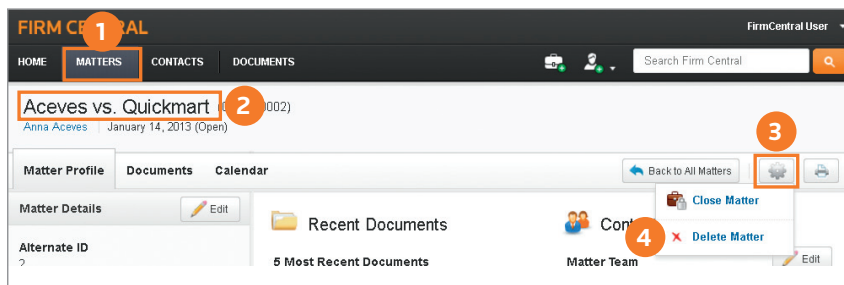 FIRM CENTRAL
1
FirmCentral User
HOME MATTERS CONTACTS DOCUMENTS
Search Firm Central
Aceves vs. Quickmart 2 0002)
Anna Aceves January 14, 2013 (Open)
3
Matter Profile Documents Calendar
Back to All Matters
Close Matter
4 Delete Matter
Matter Details Edit
Recent Documents
Alternate ID
2
5 Most Recent Documents
Matter Team Edit